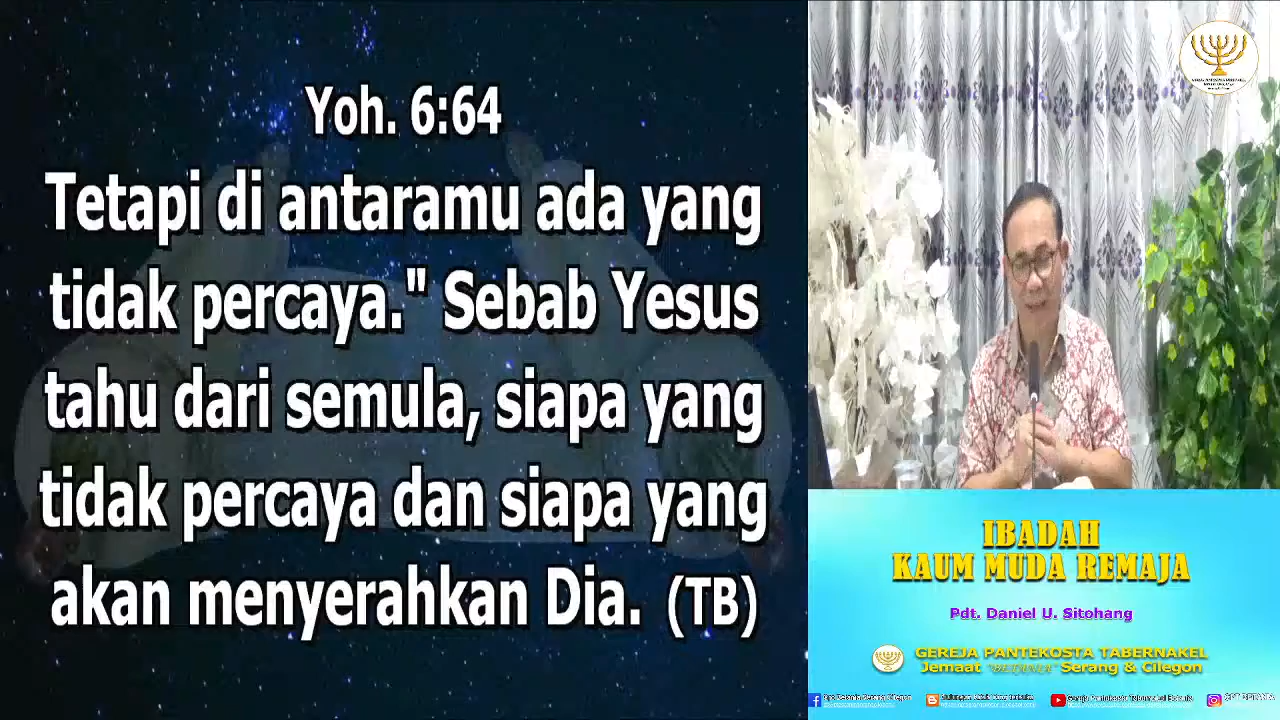 Yoh. 6:64
Tetapi di antaramu ada yang
tidak percaya." Sebab Yesus
tahu dari semula, siapa yang
tidak percaya dan siapa yang
akan menyerahkan Dia. (TB)
IBADAH
KAUM MUDA REMAJA
Pdt. Daniel U. Sitohang
GEREJA PANTEKOSTA TABERNAKEL
Jemaat "BETANIA" Serang & Cilegon